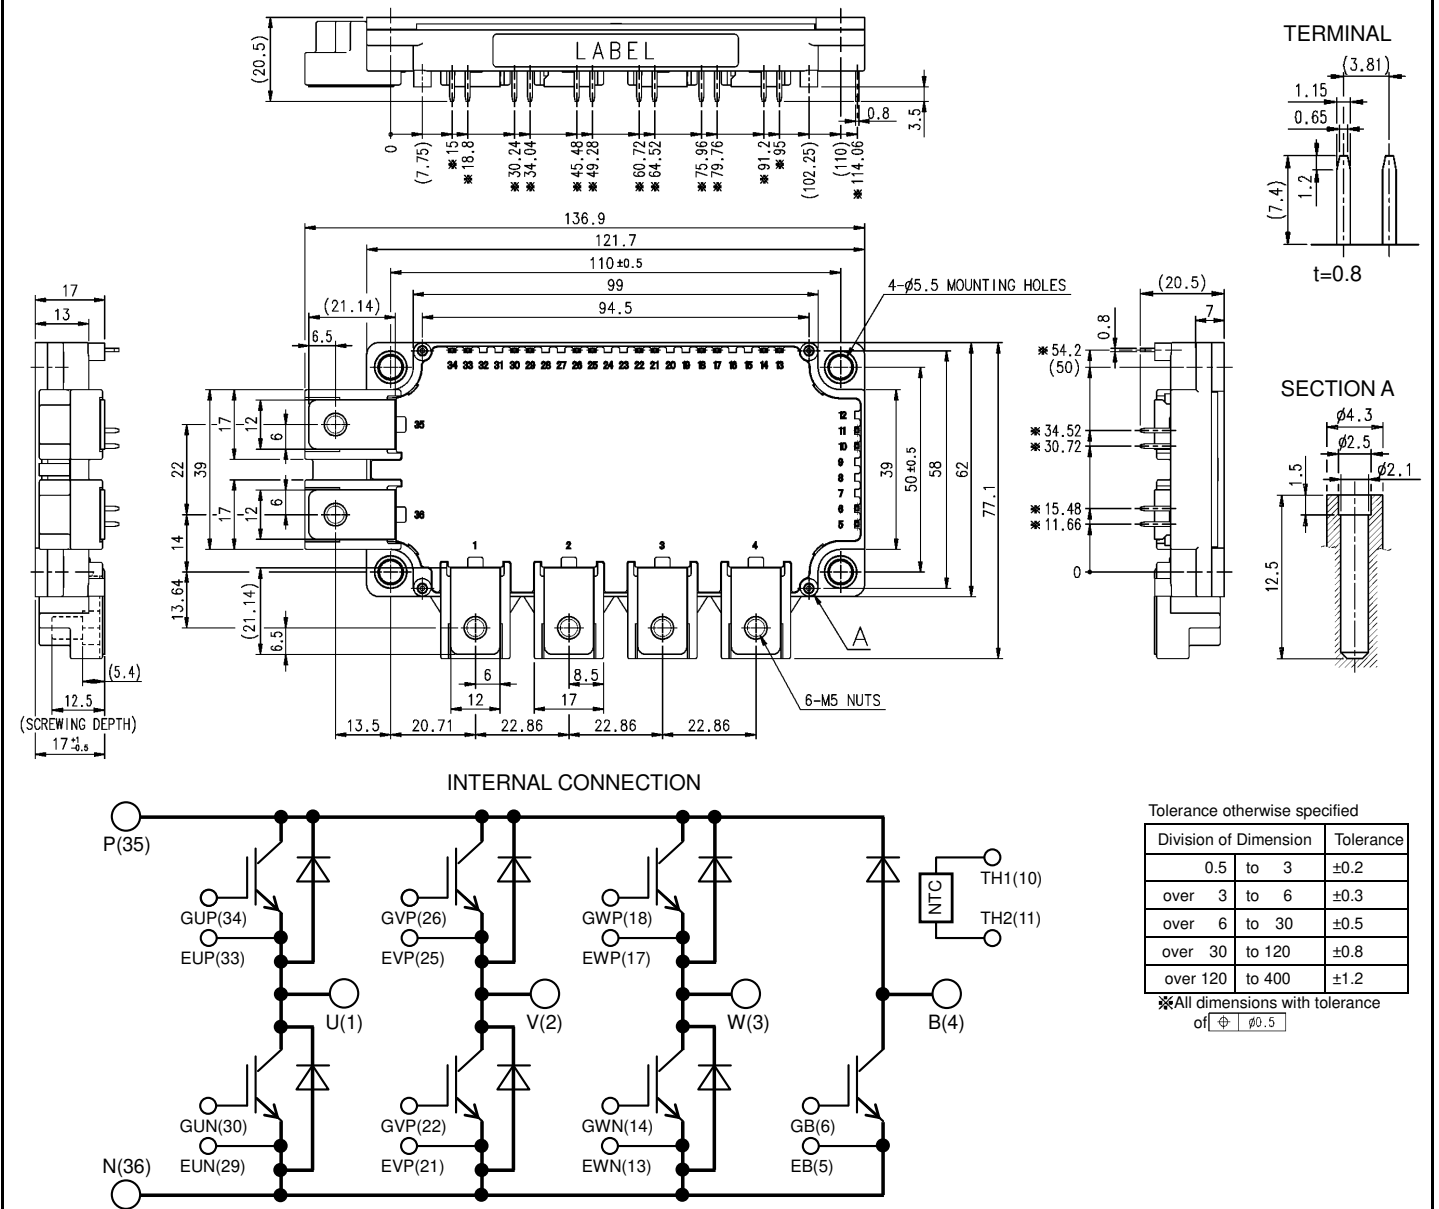 LABEL
(20.5)
3.5
0.8
0
(7.75)
※15
※18.8
※30.24
※34.04
※45.48
※49.28
※60.72
※64.52
※75.96
※79.76
※91.2
※95
(102.25)
(110)
※114.06
TERMINAL
(3.81)
1.15
0.65
1.2
(7.4)
t=0.8
136.9
121.7
110±0.5
99
94.5
(21.14)
6.5
4-ø5.5 MOUNTING HOLES
17
13
34 33 32 31 30 29 28 27 26 25 24 23 22 21 20 19 18 17 16 15 14 13
12
11
10
9
8
7
6
5
35
36
1 2 3 4
22
39
17
12
6
17
12
6
14
13.64
(21.14)
6.5
39
50±0.5
58
62
77.1
A
6
12
8.5
17
6-M5 NUTS
13.5
20.71
22.86
22.86
22.86
(5.4)
12.5
(SCREWING DEPTH)
17 +1 -0.5
(20.5)
7
0.8
※54.2
(50)
※34.52
※30.72
※15.48
※11.66
0
SECTION A
ø4.3
ø2.5
ø2.1
1.5
12.5
INTERNAL CONNECTION
P(35)
GUP(34)
EUP(33)
U(1)
GUN(30)
EUN(29)
N(36)
GVP(26)
EVP(25)
V(2)
GVP(22)
EVP(21)
GWP(18)
EWP(17)
W(3)
GWN(14)
EWN(13)
B(4)
GB(6)
EB(5)
NTC
TH1(10)
TH2(11)
Tolerance otherwise specified
Division of Dimension Tolerance
0.5 to 3 ±0.2
over 3 to 6 ±0.3
over 6 to 30 ±0.5
over 30 to 120 ±0.8
over 120 to 400 ±1.2
※All dimensions with tolerance
of ⌖ ø0.5